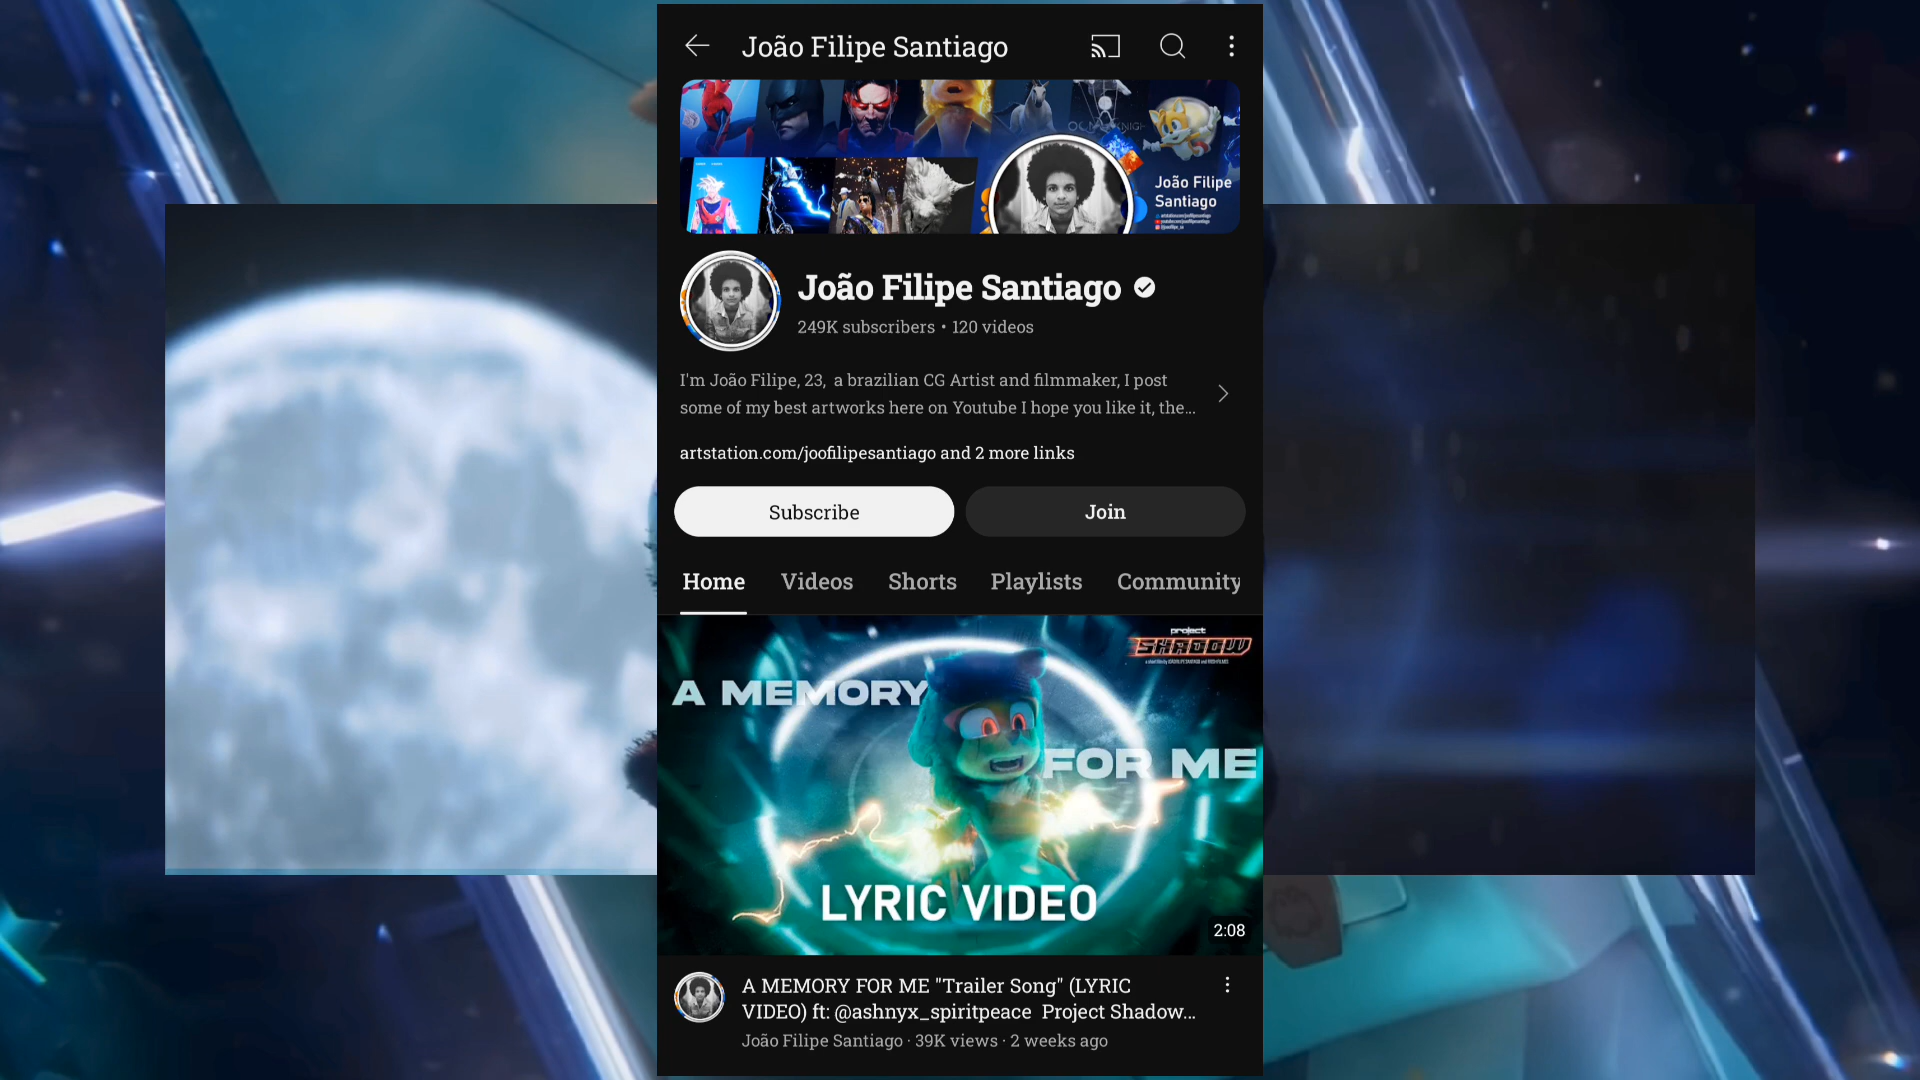 João Filipe Santiago
João Filipe
Santiago
João Filipe Santiago
249K subscribers • 120 videos
I'm João Filipe, 23,  a brazilian CG Artist and filmmaker, I post
some of my best artworks here on Youtube I hope you like it, the...
artstation.com/joofilipesantiago and 2 more links
Subscribe
Join
Home Videos Shorts Playlists Community
project
SHADOW
A MEMORY
FOR ME
LYRIC VIDEO
2:08
A MEMORY FOR ME "Trailer Song" (LYRIC
VIDEO) ft: @ashnyx_spiritpeace  Project Shadow...
João Filipe Santiago · 39K views · 2 weeks ago